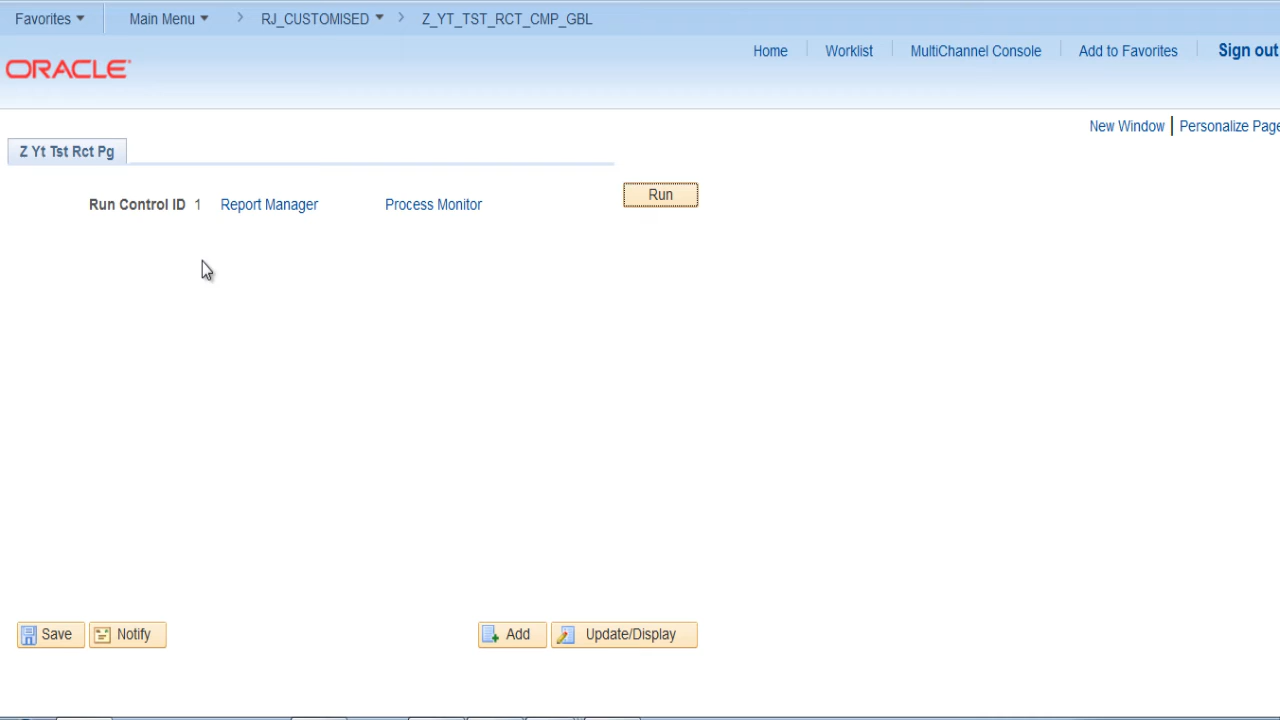 Favorites Main Menu > RJ_CUSTOMISED > Z_YT_TST_RCT_CMP_GBL
Home Worklist MultiChannel Console Add to Favorites Sign out
ORACLE
New Window Personalize Page
Z Yt Tst Rct Pg
Run
Run Control ID 1 Report Manager Process Monitor
Save Notify Add Update/Display